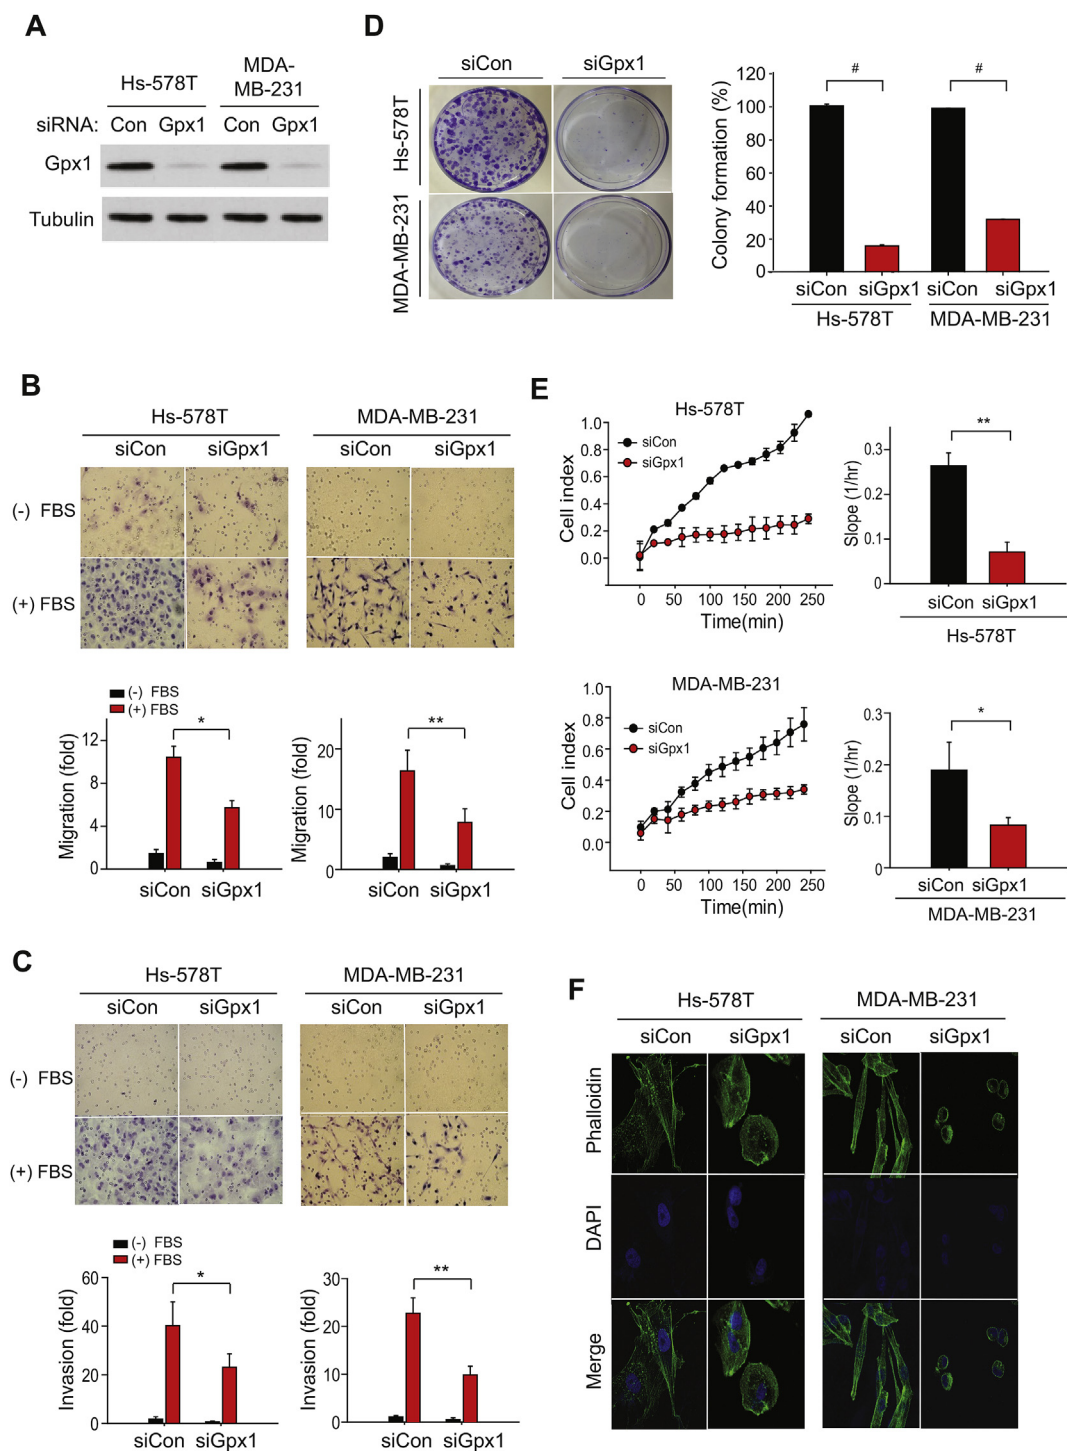 A
Hs-578T
MDA-
MB-231
siRNA: Con Gpx1 Con Gpx1
Gpx1
Tubulin
D
siCon siGpx1
Hs-578T
MDA-MB-231
Colony formation (%)
120
100
80
60
40
20
0
# #
siCon siGpx1 siCon siGpx1
Hs-578T MDA-MB-231
B
Hs-578T MDA-MB-231
siCon siGpx1 siCon siGpx1
(-) FBS
(+) FBS
(-) FBS
(+) FBS
Migration (fold)
12
8
4
0
*
siCon siGpx1
Migration (fold)
20
10
0
**
siCon siGpx1
E
Hs-578T
Cell index
1.0
0.8
0.6
0.4
0.2
0.0
siCon
siGpx1
0 50 100 150 200 250
Time(min)
Slope (1/hr)
0.3
0.2
0.1
0
**
siCon siGpx1
Hs-578T
MDA-MB-231
Cell index
1.0
0.8
0.6
0.4
0.2
0.0
siCon
siGpx1
0 50 100 150 200 250
Time(min)
Slope (1/hr)
0.3
0.2
0.1
0
*
siCon siGpx1
MDA-MB-231
C
Hs-578T MDA-MB-231
siCon siGpx1 siCon siGpx1
(-) FBS
(+) FBS
(-) FBS
(+) FBS
Invasion (fold)
60
40
20
0
*
siCon siGpx1
Invasion (fold)
30
20
10
0
**
siCon siGpx1
F
Hs-578T MDA-MB-231
siCon siGpx1 siCon siGpx1
Phalloidin
DAPI
Merge